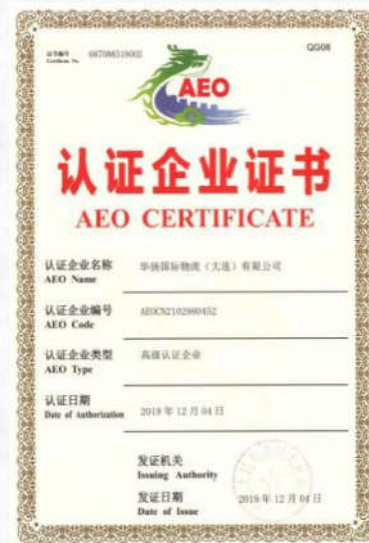 证书编号
Certificate No.
QG08
AEO
认证企业证书
AEO CERTIFICATE
认证企业名称
AEO Name
华扬国际物流（大连）有限公司
认证企业编号
AEO Code
认证企业类型
AEO Type
高级认证企业
认证日期
Date of Authorization
2019 年 12 月 04 日
发证机关
Issuing Authority
发证日期
Date of Issue
2019 年 12 月 04 日